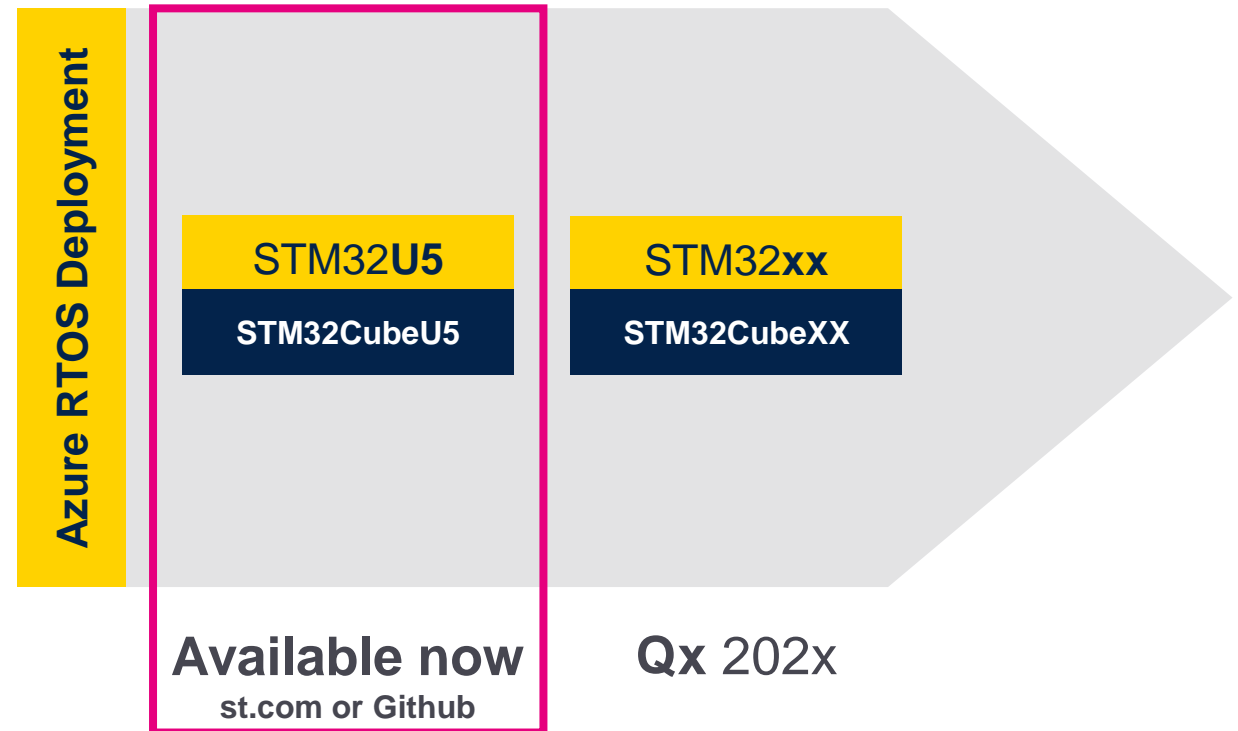 Azure RTOS Deployment
STM32U5
STM32CubeU5
STM32xx
STM32CubeXX
Available now
st.com or Github
Qx 202x